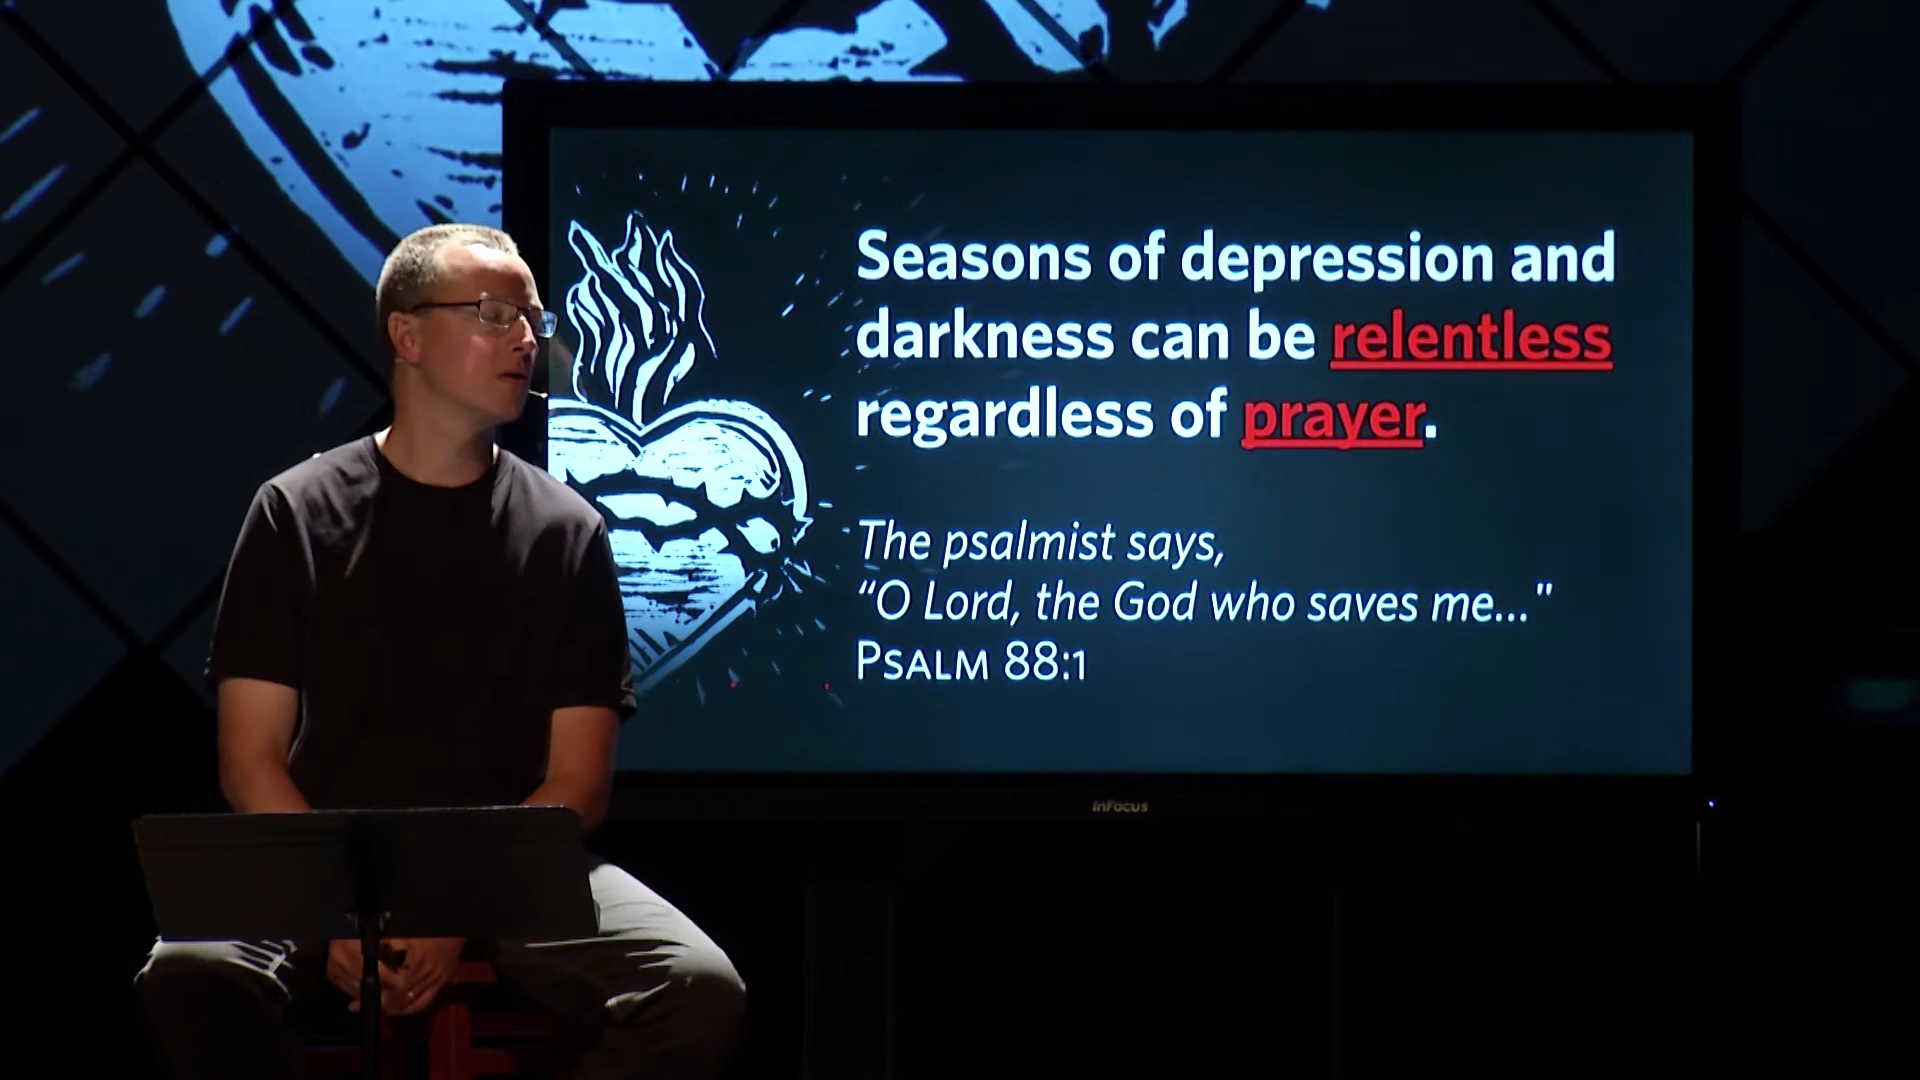 Seasons of depression and
darkness can be relentless
regardless of prayer.
The psalmist says,
“O Lord, the God who saves me..."
PSALM 88:1
InFocus